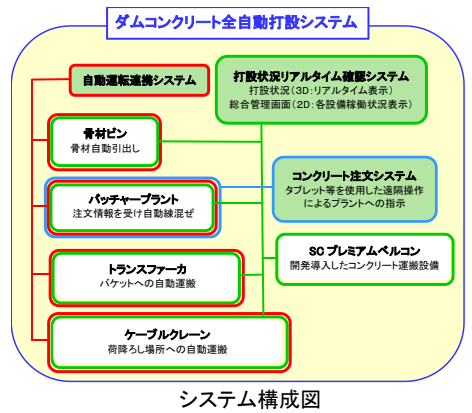 ダムコンクリート全自動打設システム
自動運転連携システム
打設状況リアルタイム確認システム
打設状況(3D:リアルタイム表示)
総合管理画面(2D:各設備稼働状況表示)
骨材ビン
骨材自動引出し
バッチャープラント
注文情報を受け自動練混ぜ
コンクリート注文システム
タブレット等を使用した遠隔操作
によるプラントへの指示
トランスファーカ
バケットへの自動運搬
SCプレミアムベルコン
開発導入したコンクリート運搬設備
ケーブルクレーン
荷降ろし場所への自動運搬
システム構成図